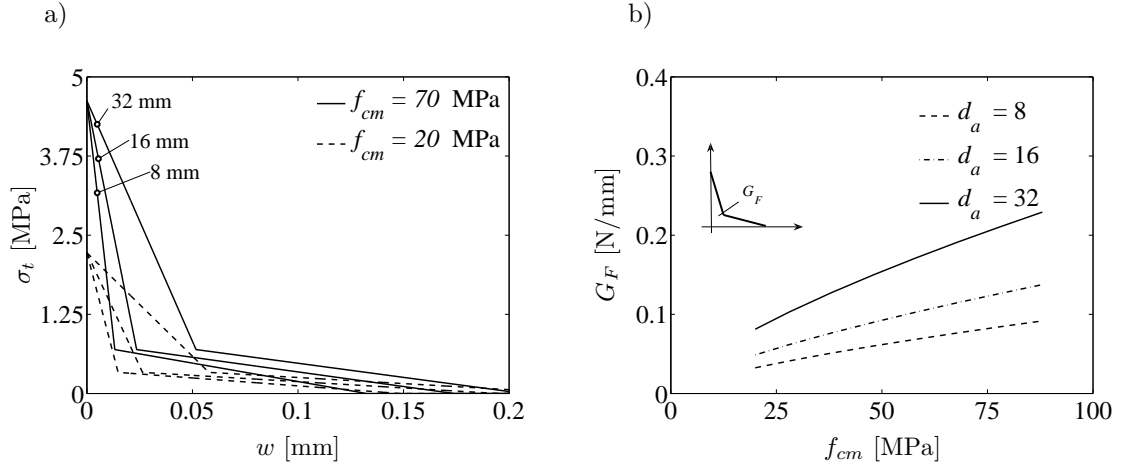 a)
5
3.75
2.5
1.25
0
0
0.05
0.1
0.15
0.2
σt [MPa]
w [mm]
32 mm
16 mm
8 mm
fcm = 70 MPa
fcm = 20 MPa
b)
0.4
0.3
0.2
0.1
0
0
25
50
75
100
GF [N/mm]
fcm [MPa]
da = 8
da = 16
da = 32
GF